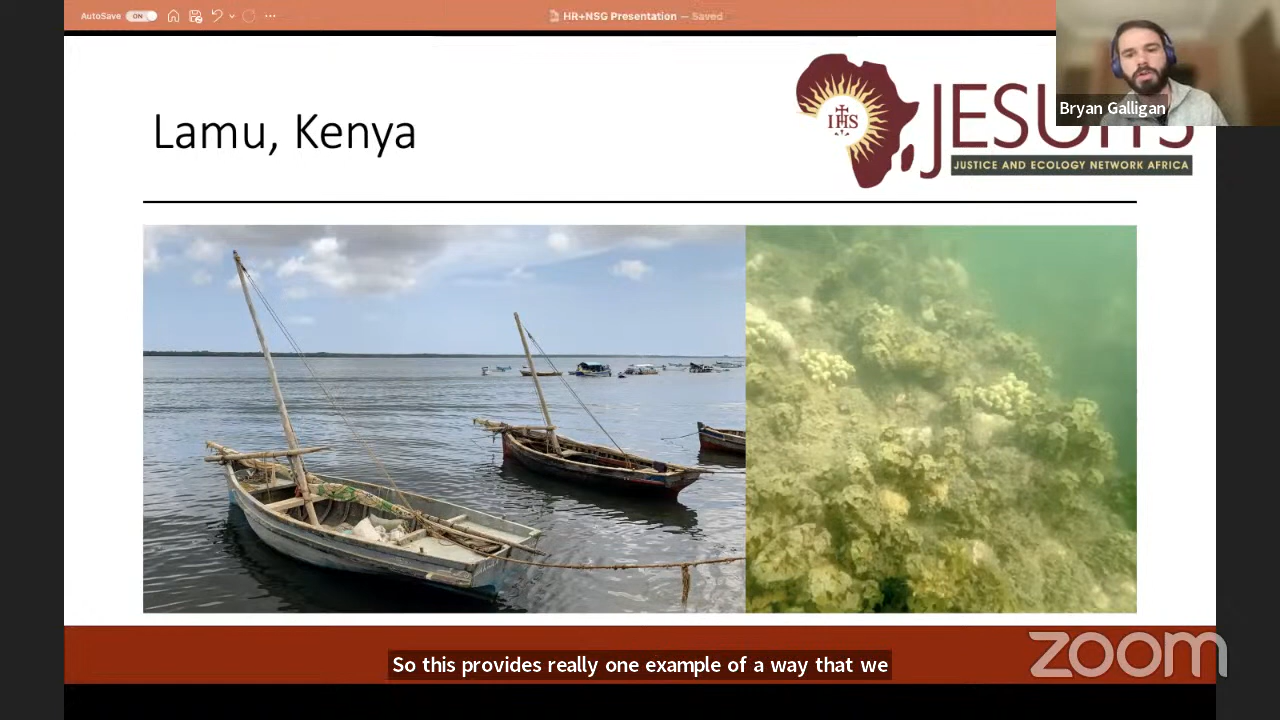 AutoSave ON
HR+NSG Presentation — Saved
Bryan Galligan
Lamu, Kenya
IHS
JESUITS
JUSTICE AND ECOLOGY NETWORK AFRICA
So this provides really one example of a way that we
zoom